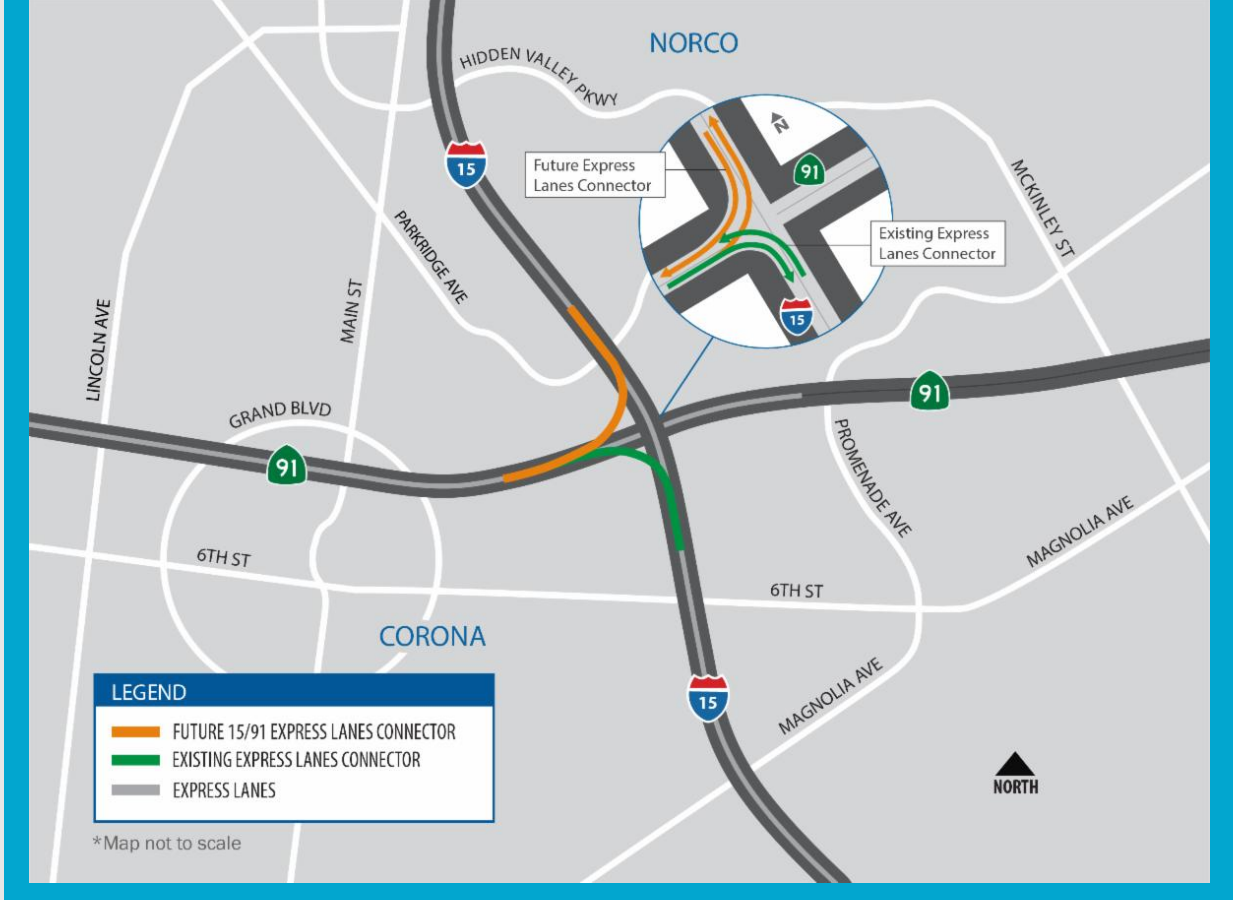 NORCO
HIDDEN VALLEY PKWY
N
15
Future Express
Lanes Connector
91
MCKINLEY ST
PARKRIDGE AVE
Existing Express
Lanes Connector
MAIN ST
15
LINCOLN AVE
91
GRAND BLVD
91
PROMENADE AVE
MAGNOLIA AVE
6TH ST
6TH ST
CORONA
MAGNOLIA AVE
15
LEGEND
FUTURE 15/91 EXPRESS LANES CONNECTOR
EXISTING EXPRESS LANES CONNECTOR
EXPRESS LANES
NORTH
*Map not to scale